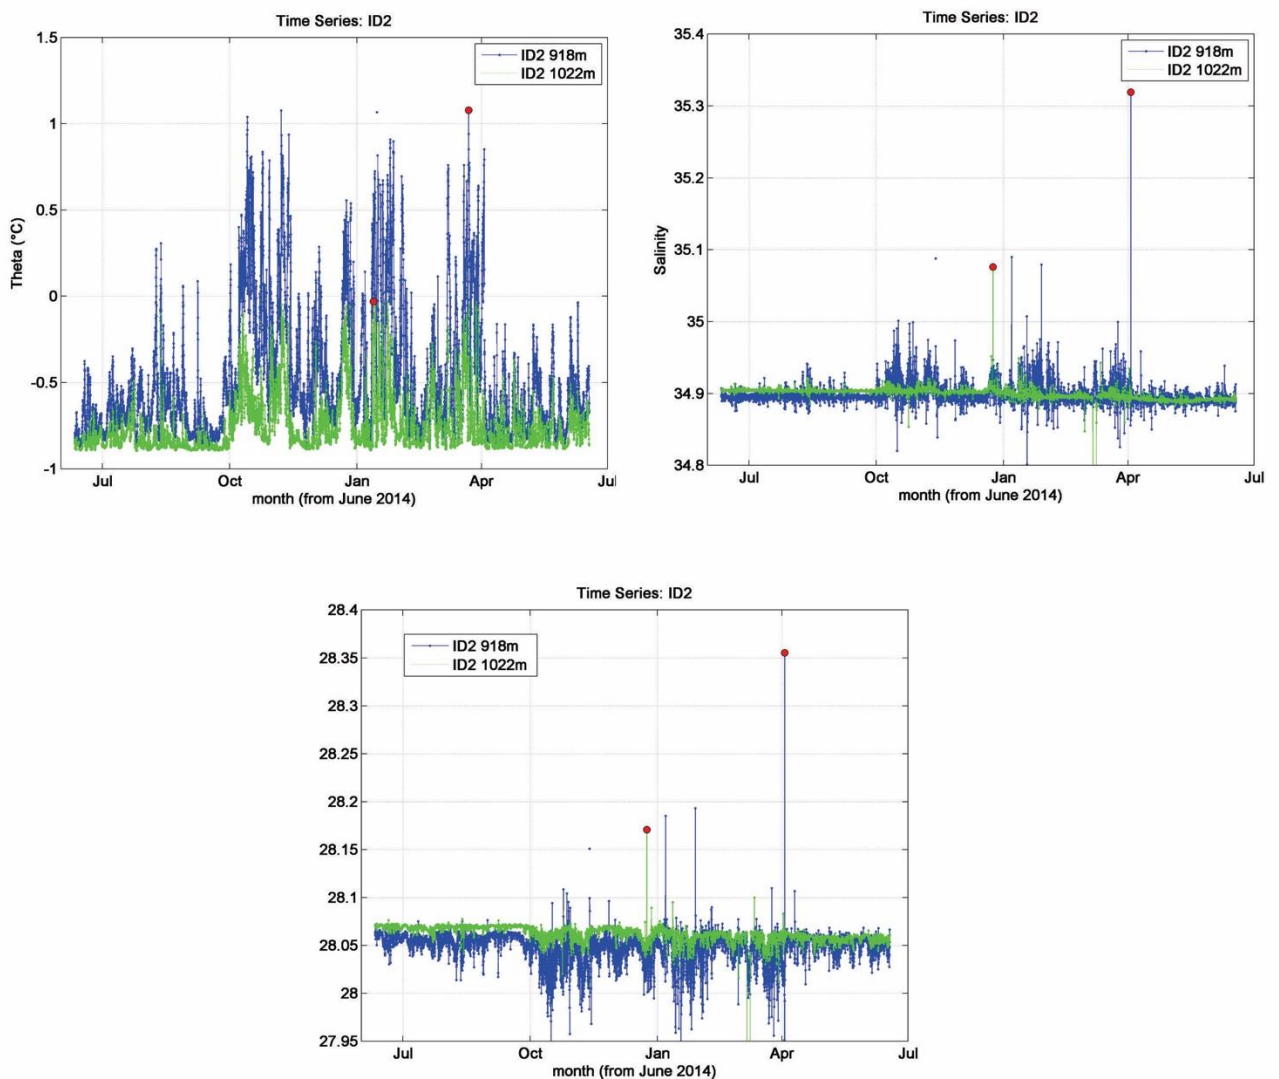 Time Series: ID2
1.5
1
0.5
0
-0.5
-1
Theta (°C)
ID2 918m
ID2 1022m
Jul
Oct
Jan
Apr
Jul
month (from June 2014)
Time Series: ID2
35.4
35.3
35.2
35.1
35
34.9
34.8
Salinity
ID2 918m
ID2 1022m
Jul
Oct
Jan
Apr
Jul
month (from June 2014)
Time Series: ID2
28.4
28.35
28.3
28.25
28.2
28.15
28.1
28.05
28
27.95
ID2 918m
ID2 1022m
Jul
Oct
Jan
Apr
Jul
month (from June 2014)